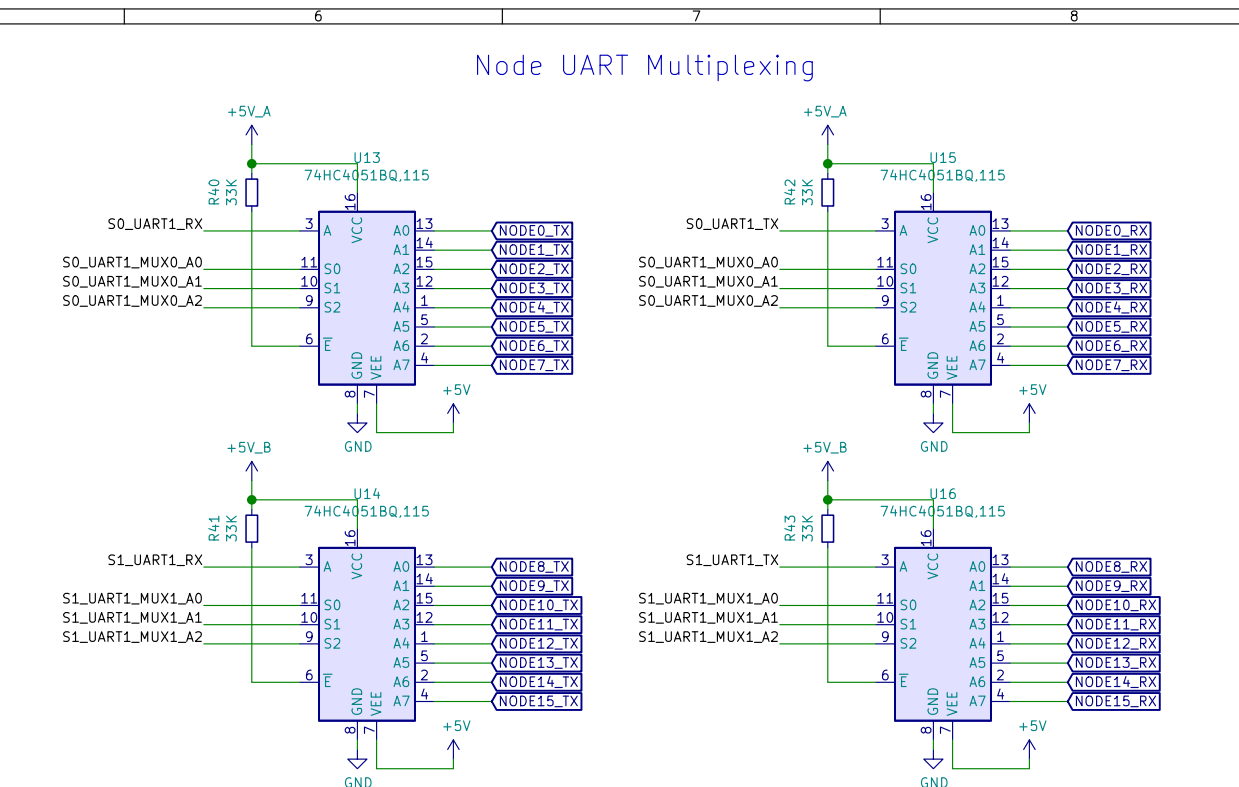 6 7 8
Node UART Multiplexing
+5V_A
U13
74HC4051BQ,115
R40
33K
16
VCC
S0_UART1_RX 3 A A0 13 NODE0_TX
A1 14 NODE1_TX
S0_UART1_MUX0_A0 11 S0 A2 15 NODE2_TX
S0_UART1_MUX0_A1 10 S1 A3 12 NODE3_TX
S0_UART1_MUX0_A2 9 S2 A4 1 NODE4_TX
A5 5 NODE5_TX
6 E A6 2 NODE6_TX
A7 4 NODE7_TX
GND VEE
8 7
+5V
GND
+5V_A
U15
74HC4051BQ,115
R42
33K
16
VCC
S0_UART1_TX 3 A A0 13 NODE0_RX
A1 14 NODE1_RX
S0_UART1_MUX0_A0 11 S0 A2 15 NODE2_RX
S0_UART1_MUX0_A1 10 S1 A3 12 NODE3_RX
S0_UART1_MUX0_A2 9 S2 A4 1 NODE4_RX
A5 5 NODE5_RX
6 E A6 2 NODE6_RX
A7 4 NODE7_RX
GND VEE
8 7
+5V
GND
+5V_B
U14
74HC4051BQ,115
R41
33K
16
VCC
S1_UART1_RX 3 A A0 13 NODE8_TX
A1 14 NODE9_TX
S1_UART1_MUX1_A0 11 S0 A2 15 NODE10_TX
S1_UART1_MUX1_A1 10 S1 A3 12 NODE11_TX
S1_UART1_MUX1_A2 9 S2 A4 1 NODE12_TX
A5 5 NODE13_TX
6 E A6 2 NODE14_TX
A7 4 NODE15_TX
GND VEE
8 7
+5V
GND
+5V_B
U16
74HC4051BQ,115
R43
33K
16
VCC
S1_UART1_TX 3 A A0 13 NODE8_RX
A1 14 NODE9_RX
S1_UART1_MUX1_A0 11 S0 A2 15 NODE10_RX
S1_UART1_MUX1_A1 10 S1 A3 12 NODE11_RX
S1_UART1_MUX1_A2 9 S2 A4 1 NODE12_RX
A5 5 NODE13_RX
6 E A6 2 NODE14_RX
A7 4 NODE15_RX
GND VEE
8 7
+5V
GND